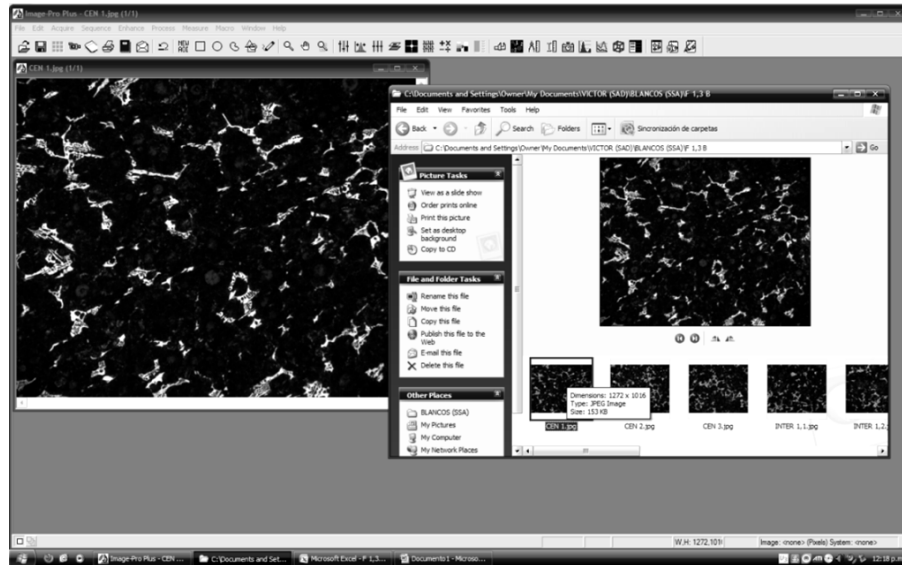 Image-Pro Plus - CEN 1.jpg (1/1)
File Edit Acquire Sequence Enhance Process Measure Macro Window Help
CEN 1.jpg (1/1)
C:\Documents and Settings\Owner\My Documents\VICTOR (SAD)\BLANCOS (SSA)\F 1,3 B
File Edit View Favorites Tools Help
Back Search Folders Sincronización de carpetas
Address C:\Documents and Settings\Owner\My Documents\VICTOR (SAD)\BLANCOS (SSA)\F 1,3 B Go
Picture Tasks
View as a slide show
Order prints online
Print this picture
Set as desktop
background
Copy to CD
File and Folder Tasks
Rename this file
Move this file
Copy this file
Publish this file to the
Web
E-mail this file
Delete this file
Other Places
BLANCOS (SSA)
My Pictures
My Computer
My Network Places
Dimensions: 1272 x 1016
Type: JPEG Image
Size: 153 KB
CEN 1.jpg CEN 2.jpg CEN 3.jpg INTER 1,1.jpg INTER 1,2.j
W.H: 1272,101 Image: <none> (Pixels) System: <none>
Image-Pro Plus - CEN ... C:\Documents and Set... Microsoft Excel - F 1,3... Documento1 - Microso... 12:18 p.m.